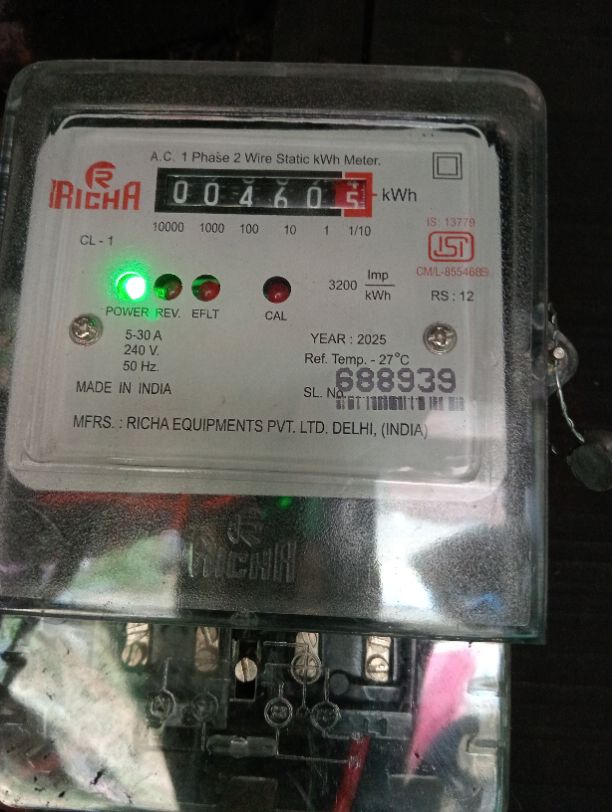 A.C. 1 Phase 2 Wire Static kWh Meter.
RICHA
0 0 4 6 0 5 kWh
10000 1000 100 10 1 1/10
CL - 1
IS: 13779
ISI
CM/L-8554689
3200 Imp/kWh
RS : 12
POWER REV. EFLT CAL
5-30 A
240 V.
50 Hz.
YEAR : 2025
Ref. Temp. - 27°C
MADE IN INDIA
SL. No. 688939
MFRS. : RICHA EQUIPMENTS PVT. LTD. DELHI, (INDIA)
RICHA